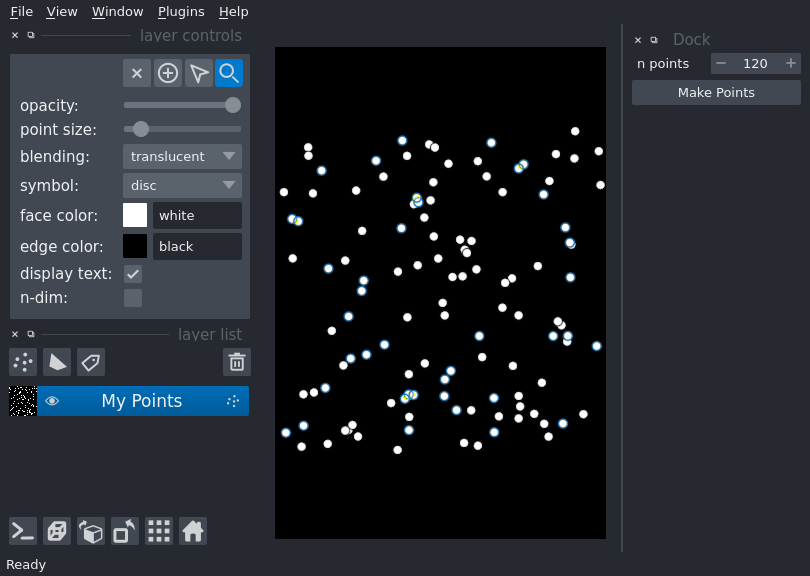 File View Window Plugins Help
layer controls
opacity:
point size:
blending: translucent
symbol: disc
face color: white
edge color: black
display text:
n-dim:
layer list
My Points
Ready
Dock
n points 120
Make Points